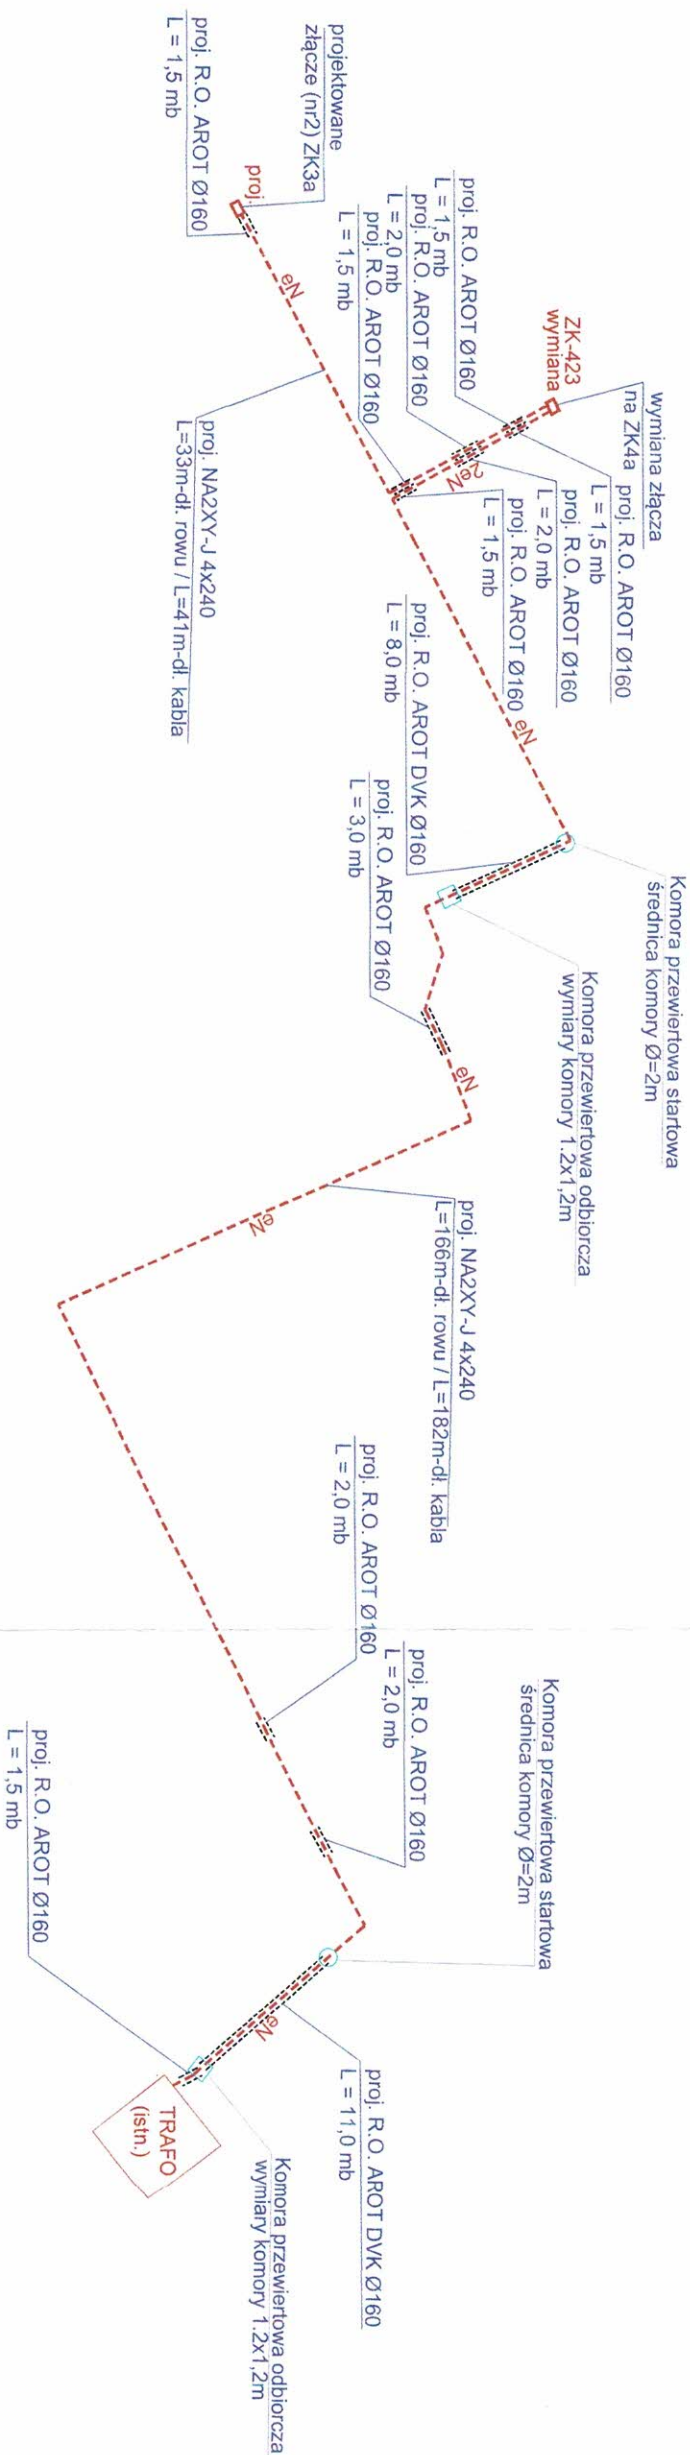 proj. R.O. AROT Ø160
L = 1,5 mb
projektowane
złącze (nr2) ZK3a
proj.
eN
proj. NA2XY-J 4x240
L=33m-dł. rowu / L=41m-dł. kabla
proj. R.O. AROT Ø160
L = 1,5 mb
proj. R.O. AROT Ø160
L = 2,0 mb
proj. R.O. AROT Ø160
L = 1,5 mb
ZK-423
wymiana
wymiana złącza
na ZK4a
2eN
proj. R.O. AROT Ø160
L = 1,5 mb
proj. R.O. AROT Ø160
L = 2,0 mb
proj. R.O. AROT Ø160
L = 1,5 mb
eN
proj. R.O. AROT DVK Ø160
L = 8,0 mb
proj. R.O. AROT Ø160
L = 3,0 mb
Komora przewiertowa startowa
średnica komory Ø=2m
Komora przewiertowa odbiorcza
wymiary komory 1.2x1,2m
eN
eN
proj. NA2XY-J 4x240
L=166m-dł. rowu / L=182m-dł. kabla
proj. R.O. AROT Ø160
L = 2,0 mb
proj. R.O. AROT Ø160
L = 2,0 mb
Komora przewiertowa startowa
średnica komory Ø=2m
proj. R.O. AROT Ø160
L = 1,5 mb
eN
proj. R.O. AROT DVK Ø160
L = 11,0 mb
TRAFO
(istn.)
Komora przewiertowa odbiorcza
wymiary komory 1.2x1,2m